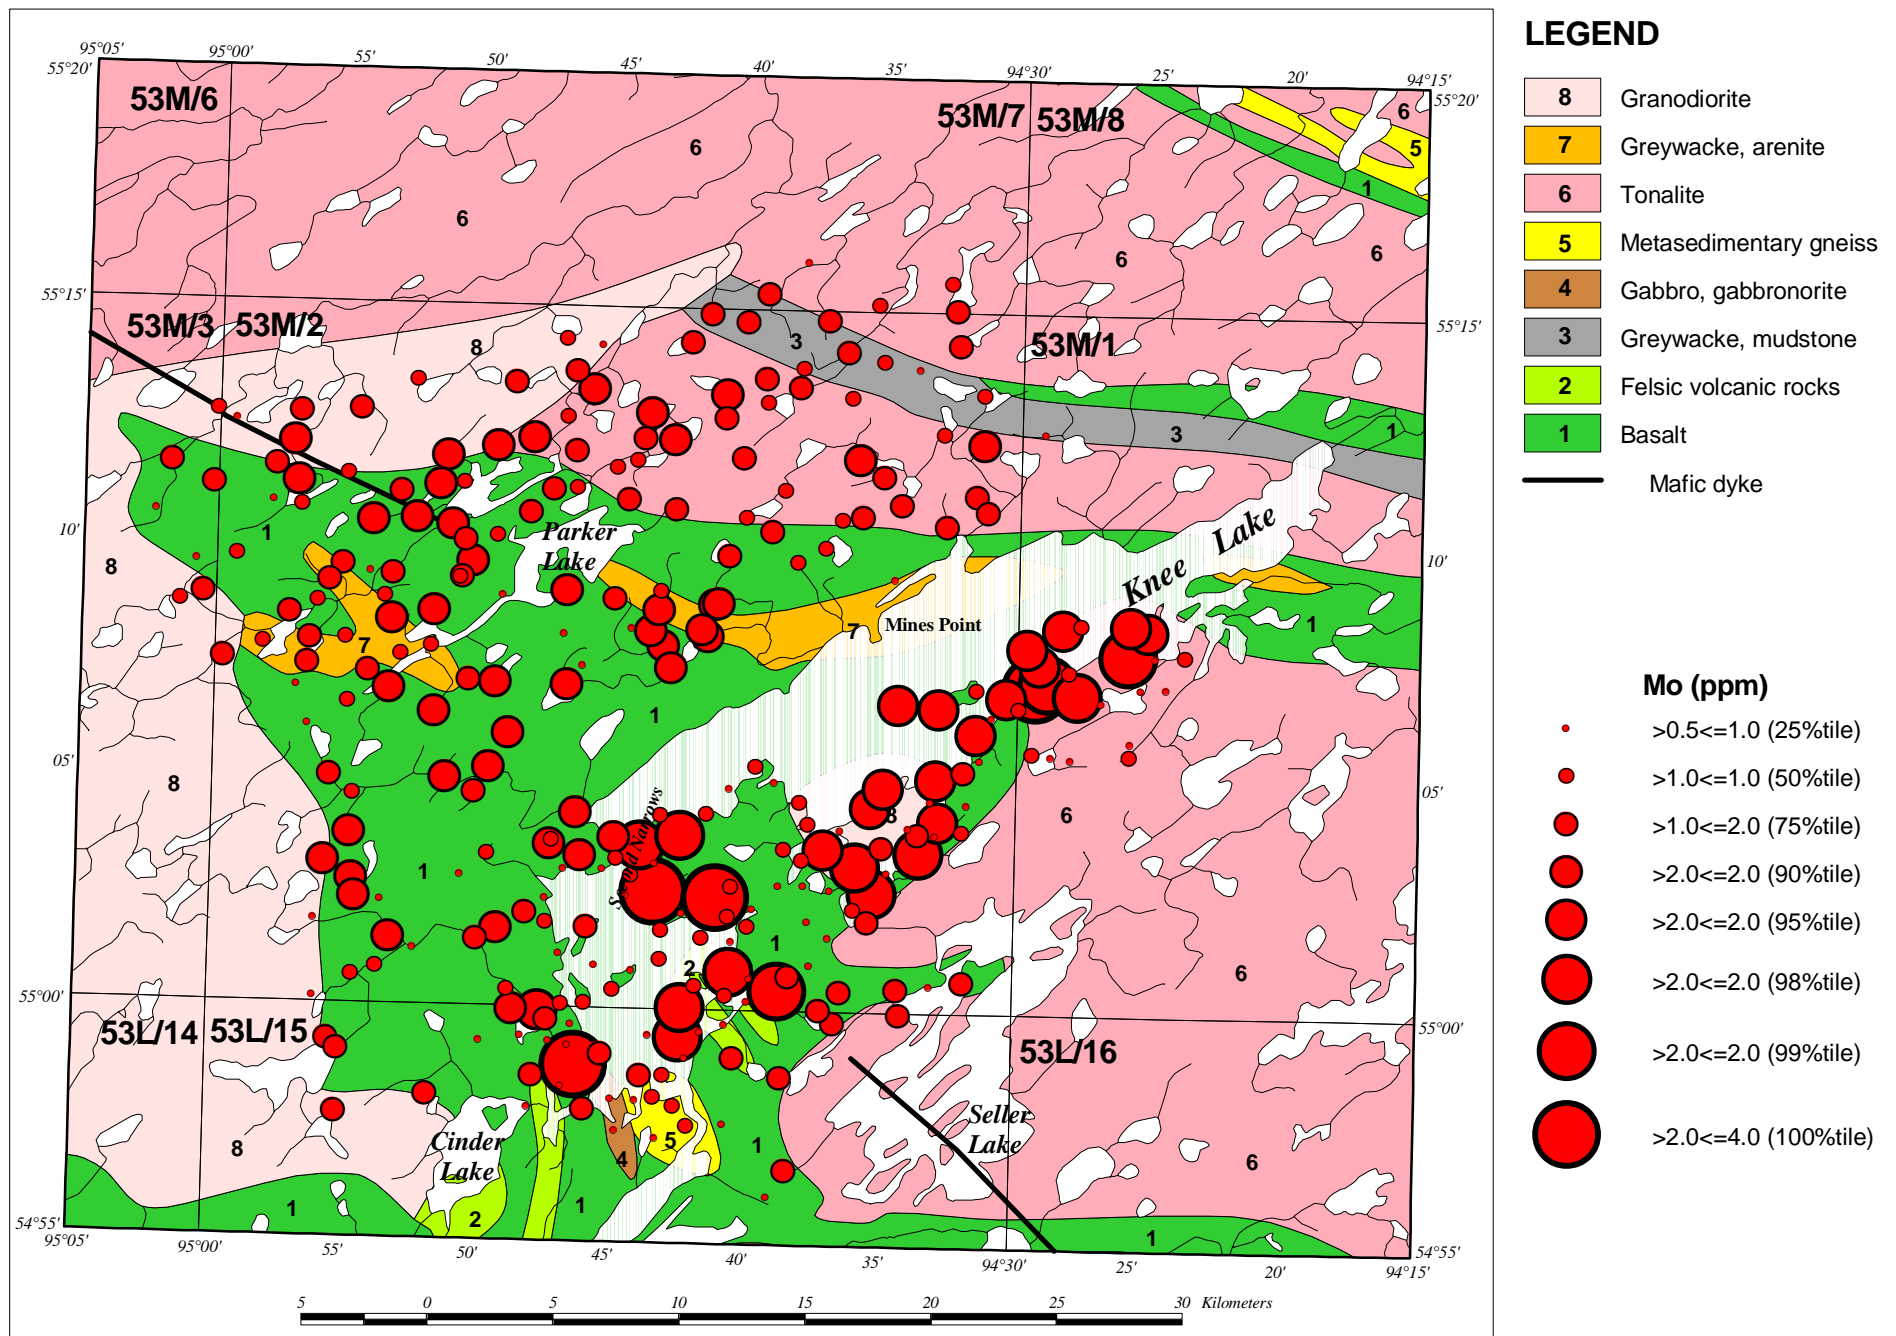 95°05' 95°00' 55' 50' 45' 40' 35' 94°30' 25' 20' 94°15'
55°20' 55°20'
53M/6 53M/7 53M/8
6
5
6
1
6
6
6
55°15' 55°15'
53M/3 53M/2 53M/1
8
3
3
1
10' 10'
1
Parker
Lake
Knee Lake
8
7
7
Mines Point
1
1
05' 05'
8
8
6
Second Narrows
1
1
2
6
55°00' 55°00'
53L/14 53L/15 53L/16
Seller
Lake
Cinder
Lake
8
5
4
1
6
1
2
1
1
54°55' 54°55'
95°05' 95°00' 55' 50' 45' 40' 35' 94°30' 25' 20' 94°15'
5 0 5 10 15 20 25 30 Kilometers
LEGEND
8 Granodiorite
7 Greywacke, arenite
6 Tonalite
5 Metasedimentary gneiss
4 Gabbro, gabbronorite
3 Greywacke, mudstone
2 Felsic volcanic rocks
1 Basalt
Mafic dyke
Mo (ppm)
>0.5<=1.0 (25%tile)
>1.0<=1.0 (50%tile)
>1.0<=2.0 (75%tile)
>2.0<=2.0 (90%tile)
>2.0<=2.0 (95%tile)
>2.0<=2.0 (98%tile)
>2.0<=2.0 (99%tile)
>2.0<=4.0 (100%tile)